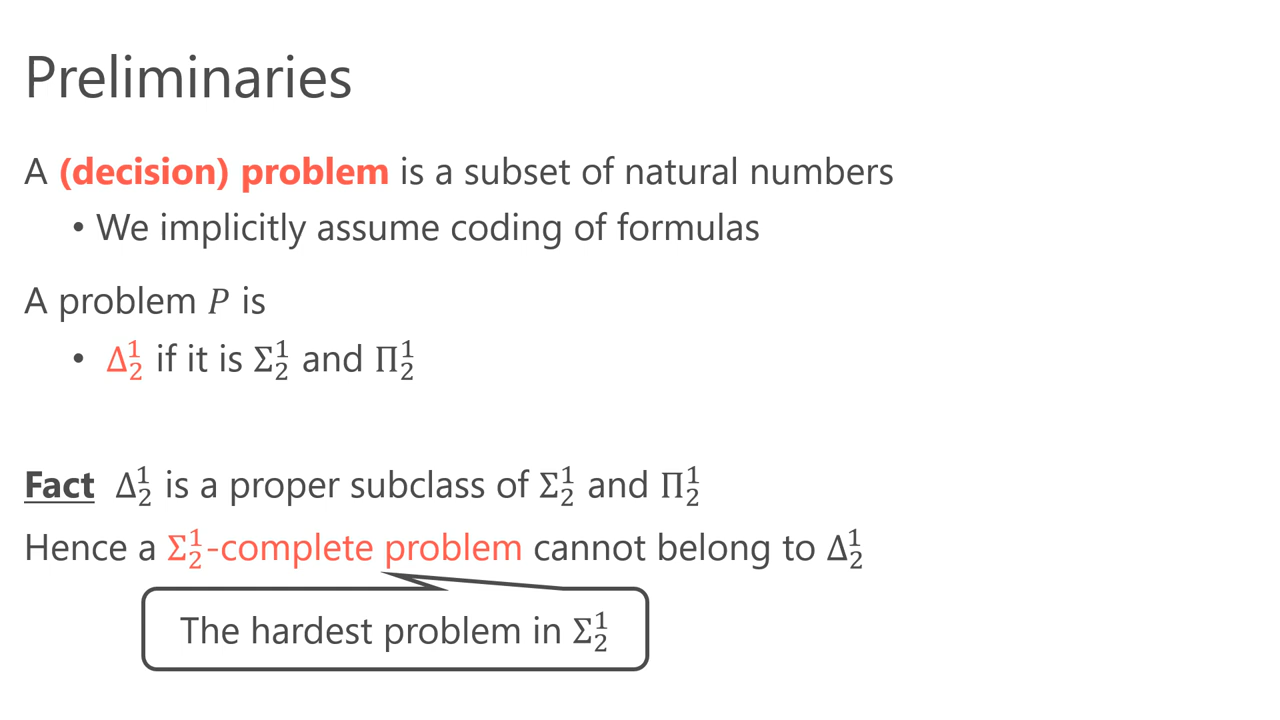 Preliminaries
A (decision) problem is a subset of natural numbers
• We implicitly assume coding of formulas
A problem P is
• Δ¹₂ if it is Σ¹₂ and Π¹₂
Fact Δ¹₂ is a proper subclass of Σ¹₂ and Π¹₂
Hence a Σ¹₂-complete problem cannot belong to Δ¹₂
The hardest problem in Σ¹₂